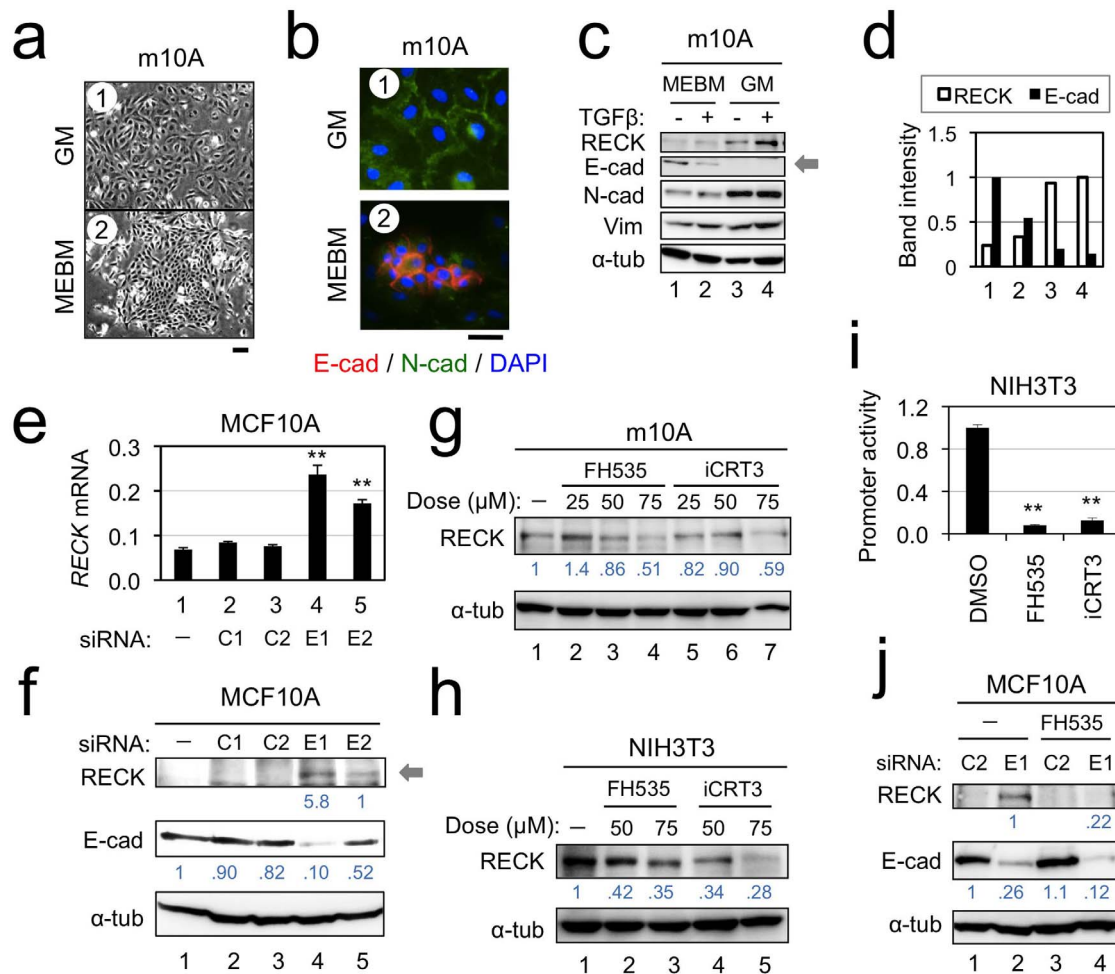 a
m10A
GM
1
MEBM
2
b
m10A
GM
1
MEBM
2
E-cad / N-cad / DAPI
c
m10A
MEBM GM
TGFβ: - + - +
RECK
E-cad
N-cad
Vim
α-tub
1 2 3 4
d
RECK E-cad
Band intensity
1.5
1
0.5
0
1 2 3 4
e
MCF10A
RECK mRNA
0.3
0.2
0.1
0.0
** **
1 2 3 4 5
siRNA: – C1 C2 E1 E2
f
MCF10A
siRNA: – C1 C2 E1 E2
RECK
5.8 1
E-cad
1 .90 .82 .10 .52
α-tub
1 2 3 4 5
g
m10A
FH535 iCRT3
Dose (μM): – 25 50 75 25 50 75
RECK
1 1.4 .86 .51 .82 .90 .59
α-tub
1 2 3 4 5 6 7
h
NIH3T3
FH535 iCRT3
Dose (μM): – 50 75 50 75
RECK
1 .42 .35 .34 .28
α-tub
1 2 3 4 5
i
NIH3T3
Promoter activity
1.2
0.8
0.4
0.0
** **
DMSO
FH535
iCRT3
j
MCF10A
– FH535
siRNA: C2 E1 C2 E1
RECK
1 .22
E-cad
1 .26 1.1 .12
α-tub
1 2 3 4